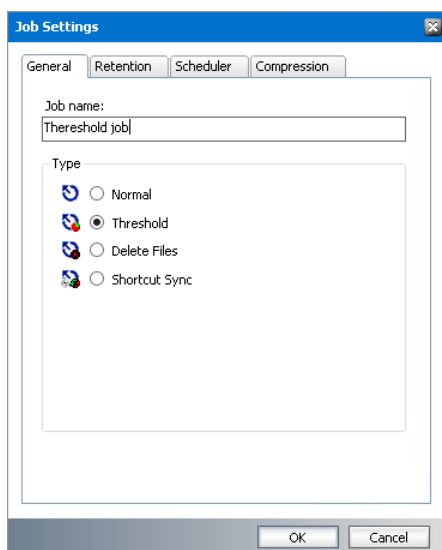 Job Settings
General Retention Scheduler Compression
Job name:
Thereshold job
Type
Normal
Threshold
Delete Files
Shortcut Sync
OK Cancel